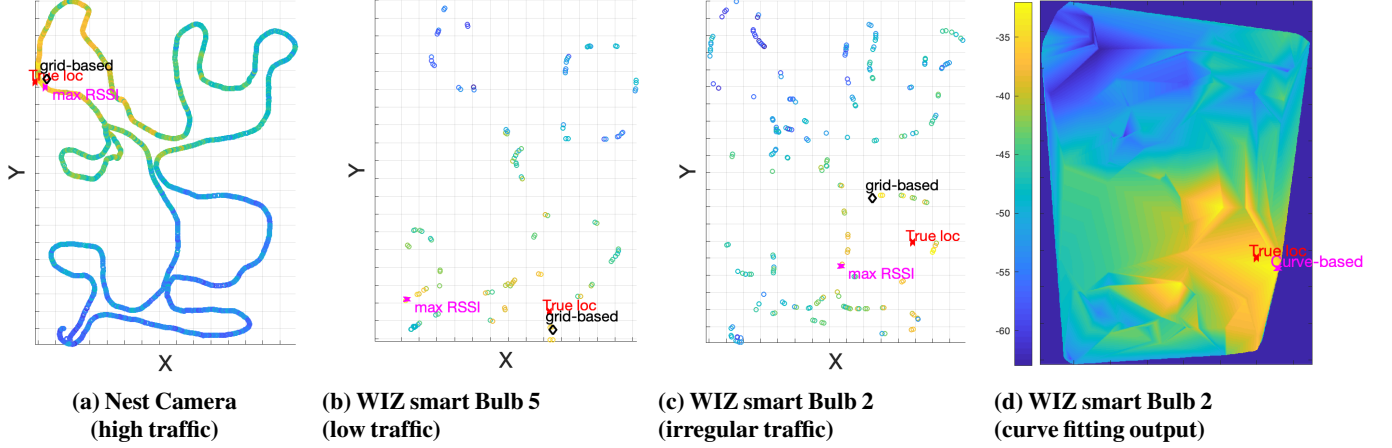 grid-based
True loc
max RSSI
Y
X
max RSSI
True loc
grid-based
Y
X
grid-based
True loc
max RSSI
Y
X
-35
-40
-45
-50
-55
-60
True loc
Curve-based
(a) Nest Camera
(high traffic)
(b) WIZ smart Bulb 5
(low traffic)
(c) WIZ smart Bulb 2
(irregular traffic)
(d) WIZ smart Bulb 2
(curve fitting output)